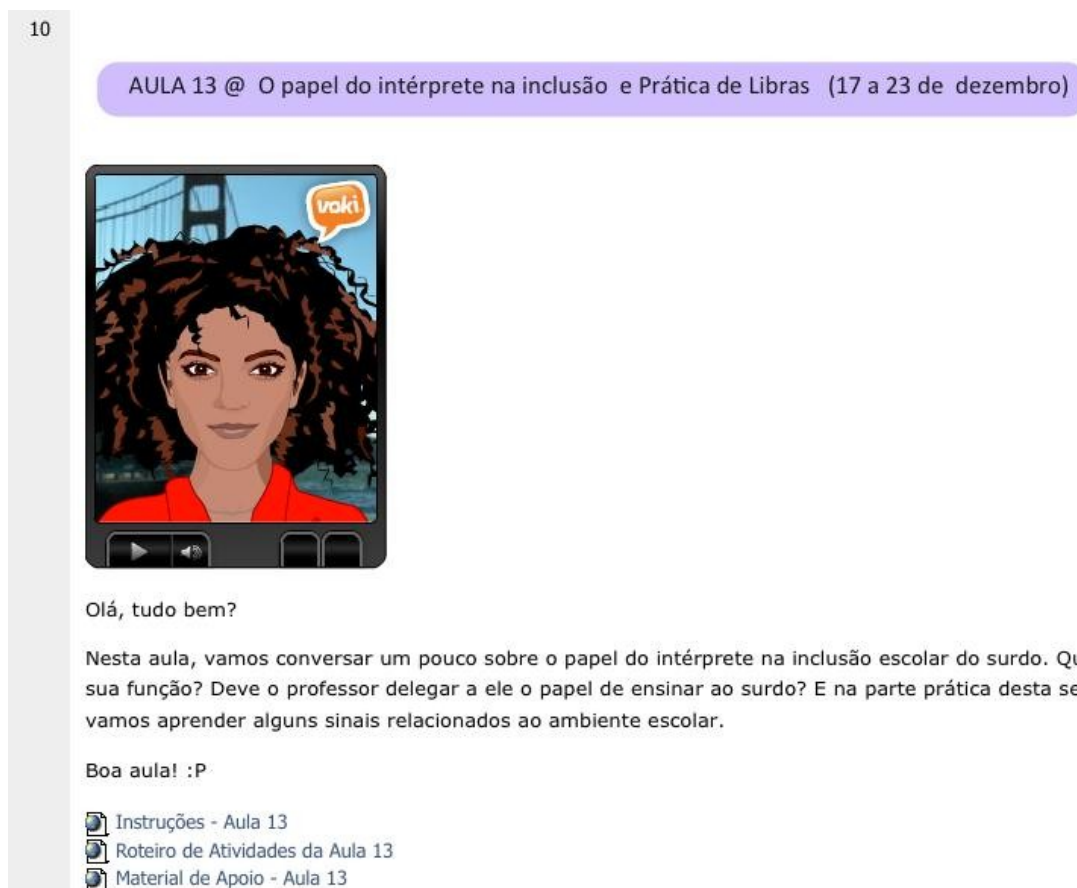 10
AULA 13 @ O papel do intérprete na inclusão e Prática de Libras (17 a 23 de dezembro)
voki
Olá, tudo bem?
Nesta aula, vamos conversar um pouco sobre o papel do intérprete na inclusão escolar do surdo.
sua função? Deve o professor delegar a ele o papel de ensinar ao surdo? E na parte prática desta
vamos aprender alguns sinais relacionados ao ambiente escolar.
Boa aula! :P
Instruções - Aula 13
Roteiro de Atividades da Aula 13
Material de Apoio - Aula 13